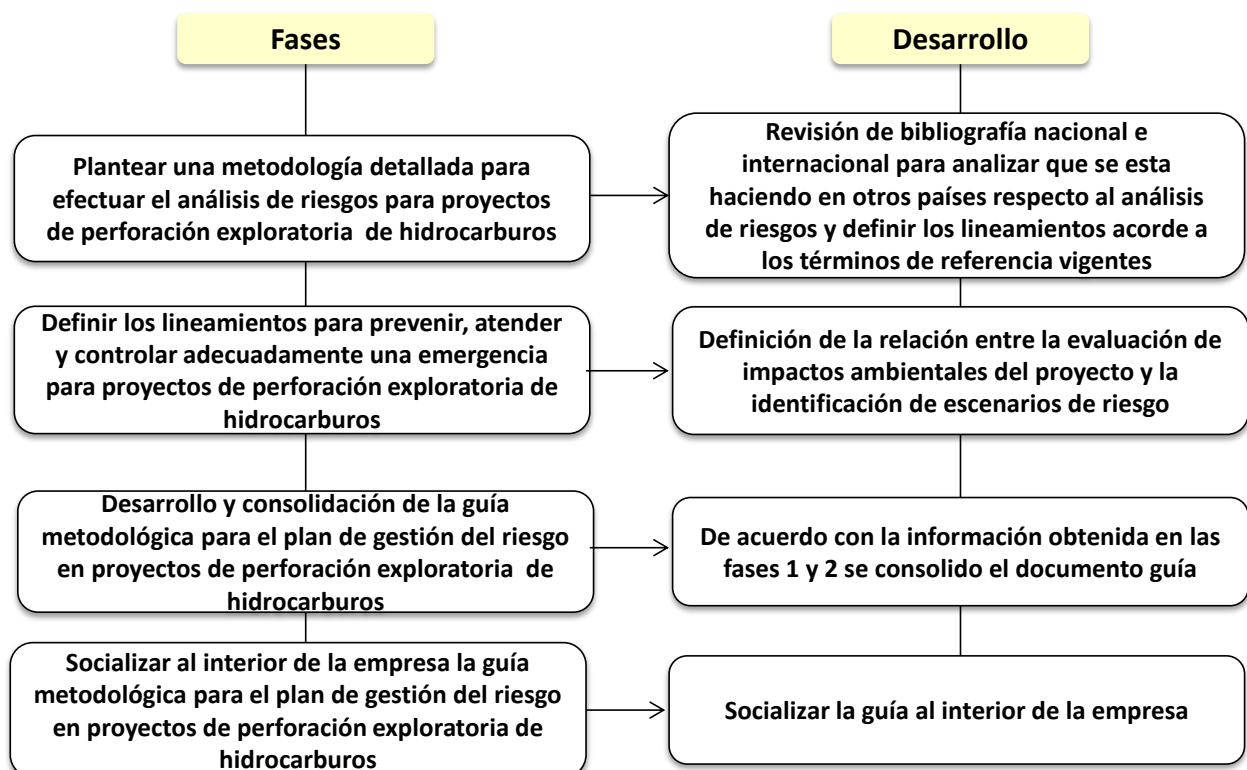 Fases
Desarrollo
Plantear una metodología detallada para
efectuar el análisis de riesgos para proyectos
de perforación exploratoria de hidrocarburos
Revisión de bibliografía nacional e
internacional para analizar que se esta
haciendo en otros países respecto al análisis
de riesgos y definir los lineamientos acorde a
los términos de referencia vigentes
Definir los lineamientos para prevenir, atender
y controlar adecuadamente una emergencia
para proyectos de perforación exploratoria de
hidrocarburos
Definición de la relación entre la evaluación de
impactos ambientales del proyecto y la
identificación de escenarios de riesgo
Desarrollo y consolidación de la guía
metodológica para el plan de gestión del riesgo
en proyectos de perforación exploratoria de
hidrocarburos
De acuerdo con la información obtenida en las
fases 1 y 2 se consolido el documento guía
Socializar al interior de la empresa la guía
metodológica para el plan de gestión del riesgo
en proyectos de perforación exploratoria de
hidrocarburos
Socializar la guía al interior de la empresa